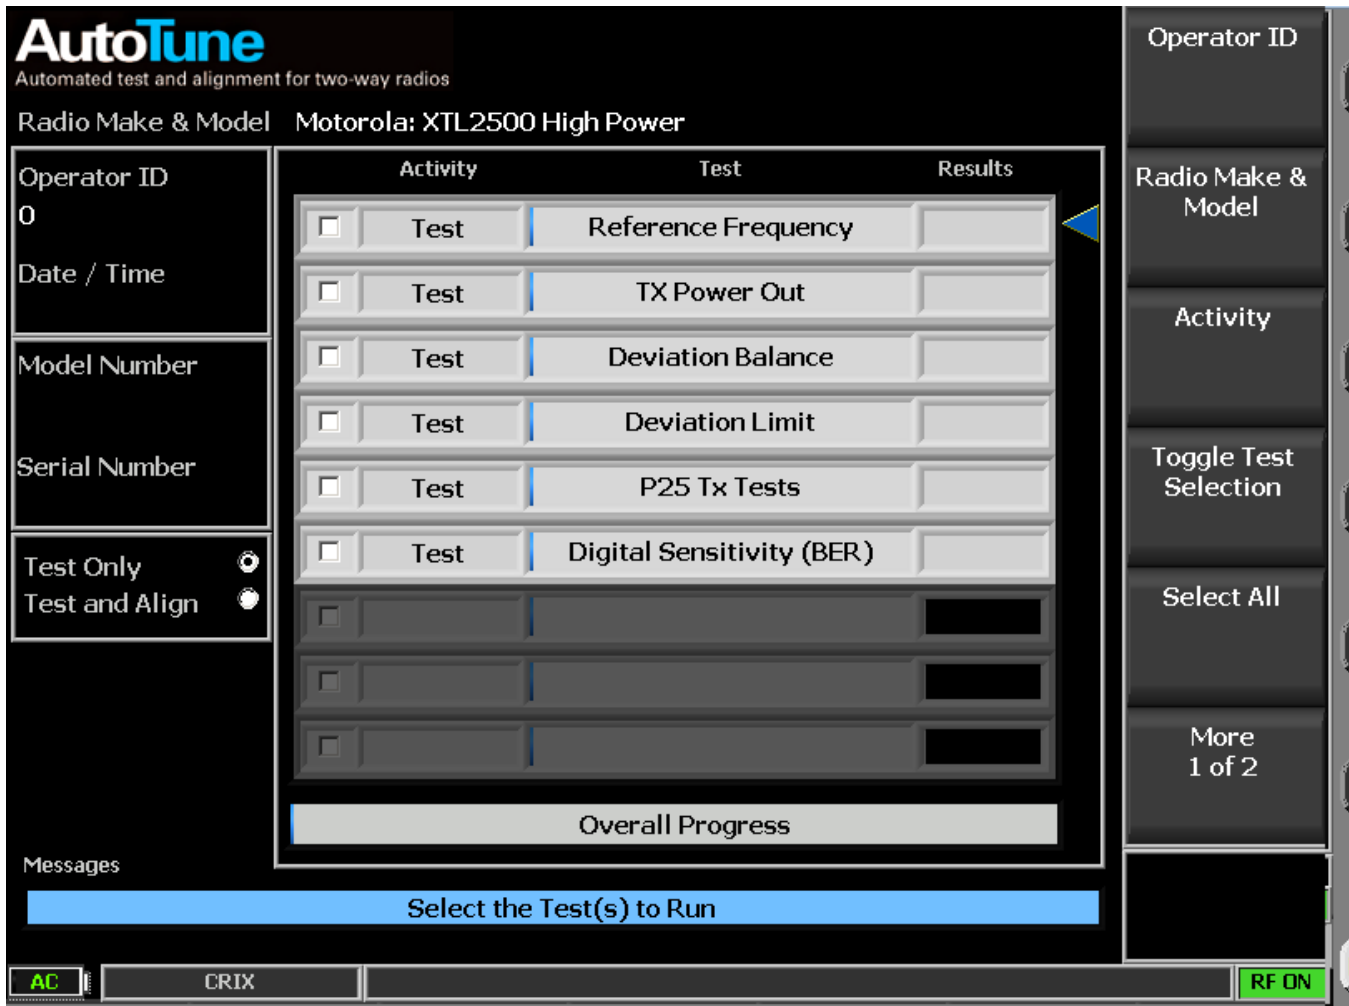 AutoTune
Automated test and alignment for two-way radios
Radio Make & Model Motorola: XTL2500 High Power
Operator ID
0
Date / Time
Model Number
Serial Number
Test Only
Test and Align
Activity Test Results
Test Reference Frequency
Test TX Power Out
Test Deviation Balance
Test Deviation Limit
Test P25 Tx Tests
Test Digital Sensitivity (BER)
Overall Progress
Messages
Select the Test(s) to Run
Operator ID
Radio Make &
Model
Activity
Toggle Test
Selection
Select All
More
1 of 2
AC CRIX RF ON